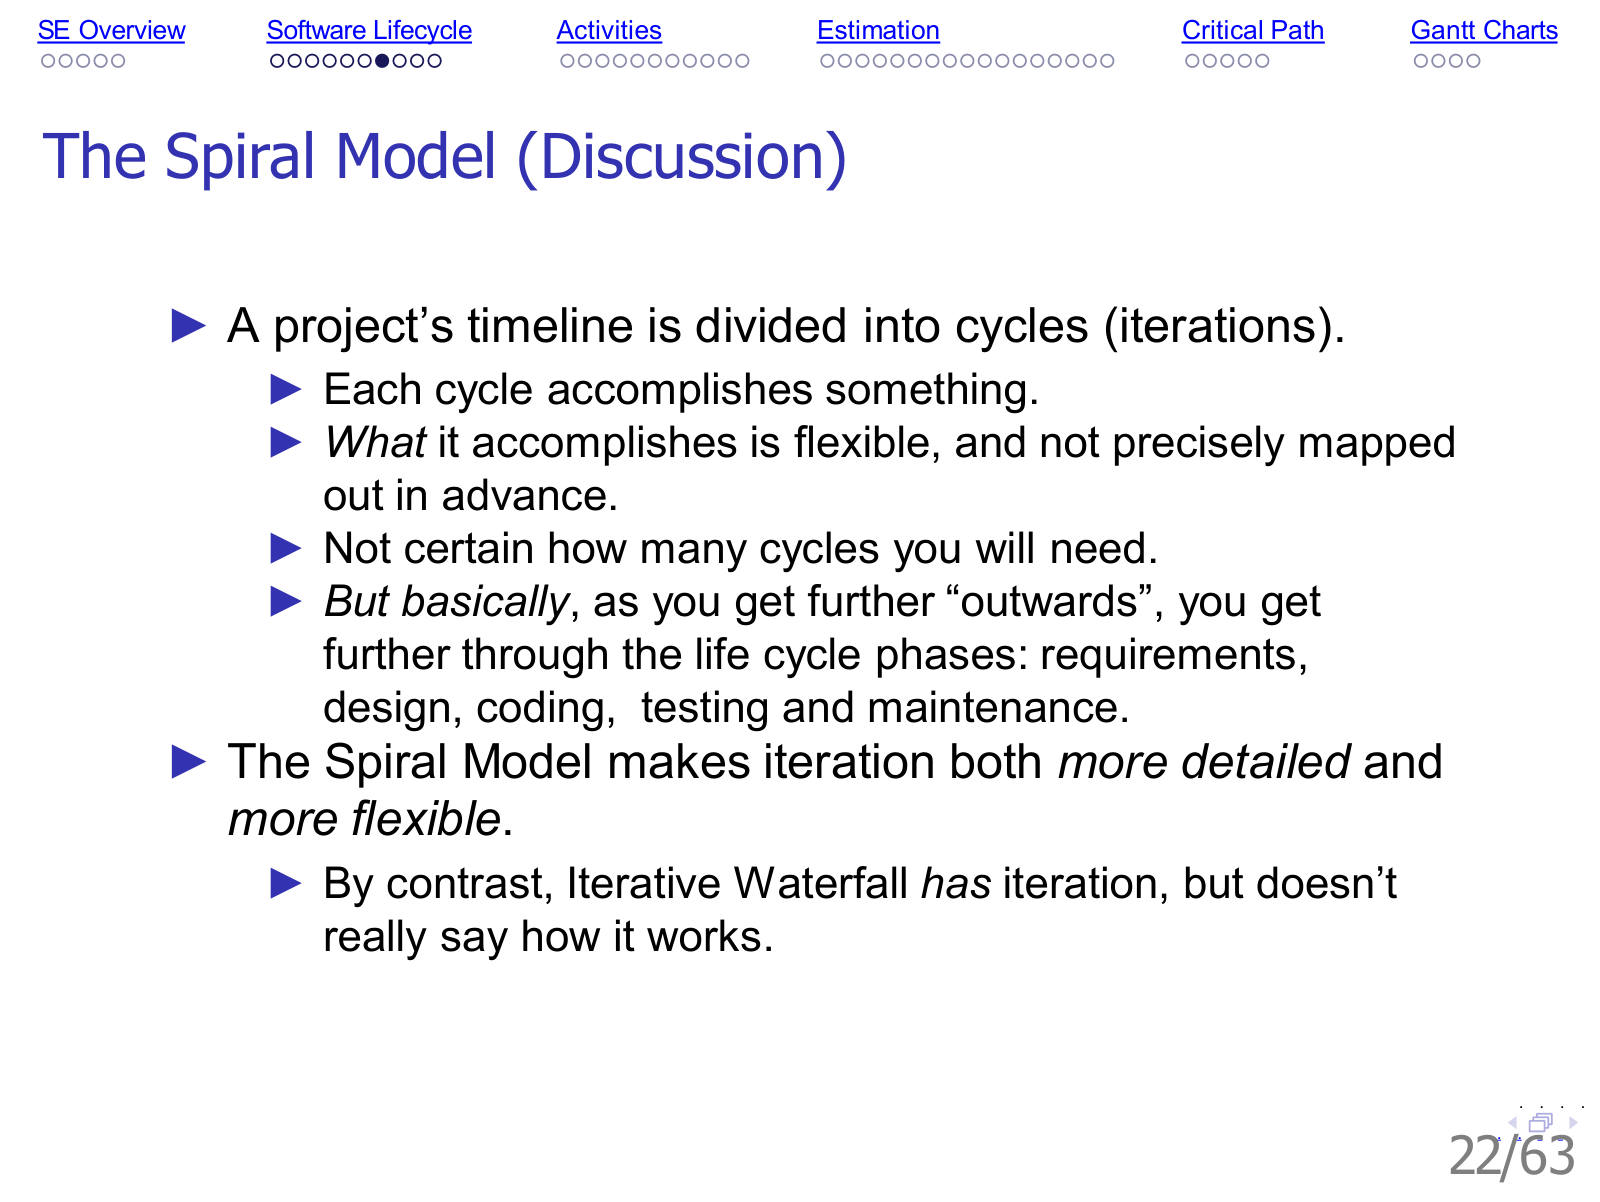 SE Overview Software Lifecycle Activities Estimation Critical Path Gantt Charts
The Spiral Model (Discussion)
► A project’s timeline is divided into cycles (iterations).
► Each cycle accomplishes something.
► What it accomplishes is flexible, and not precisely mapped
out in advance.
► Not certain how many cycles you will need.
► But basically, as you get further “outwards”, you get
further through the life cycle phases: requirements,
design, coding, testing and maintenance.
► The Spiral Model makes iteration both more detailed and
more flexible.
► By contrast, Iterative Waterfall has iteration, but doesn’t
really say how it works.
22/63